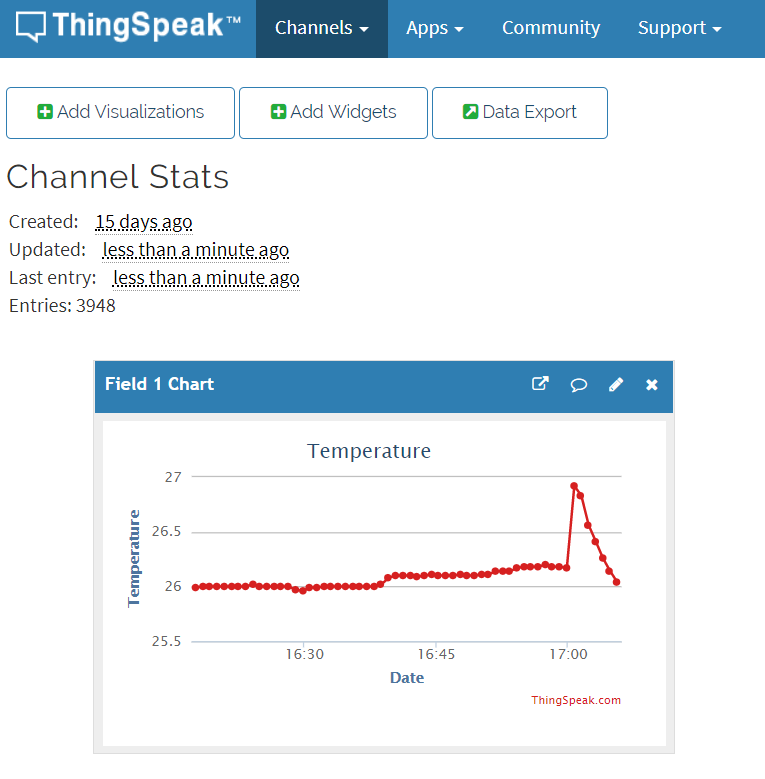 ThingSpeak™ Channels Apps Community Support
Add Visualizations Add Widgets Data Export
Channel Stats
Created: 15 days ago
Updated: less than a minute ago
Last entry: less than a minute ago
Entries: 3948
Field 1 Chart
Temperature
Temperature
27
26.5
26
25.5
16:30 16:45 17:00
Date
ThingSpeak.com